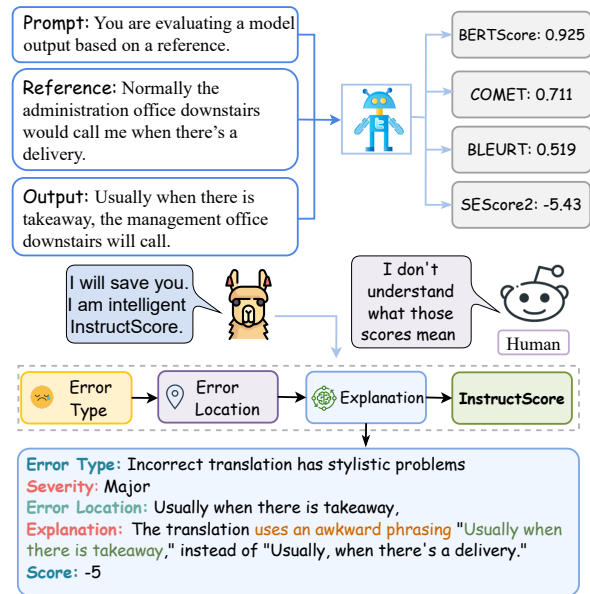 Prompt: You are evaluating a model
output based on a reference.
Reference: Normally the
administration office downstairs
would call me when there's a
delivery.
Output: Usually when there is
takeaway, the management office
downstairs will call.
BERTScore: 0.925
COMET: 0.711
BLEURT: 0.519
SEScore2: -5.43
I will save you.
I am intelligent
InstructScore.
I don't
understand
what those
scores mean
Human
Error
Type
Error
Location
Explanation
InstructScore
Error Type: Incorrect translation has stylistic problems
Severity: Major
Error Location: Usually when there is takeaway,
Explanation: The translation uses an awkward phrasing "Usually when
there is takeaway," instead of "Usually, when there's a delivery."
Score: -5